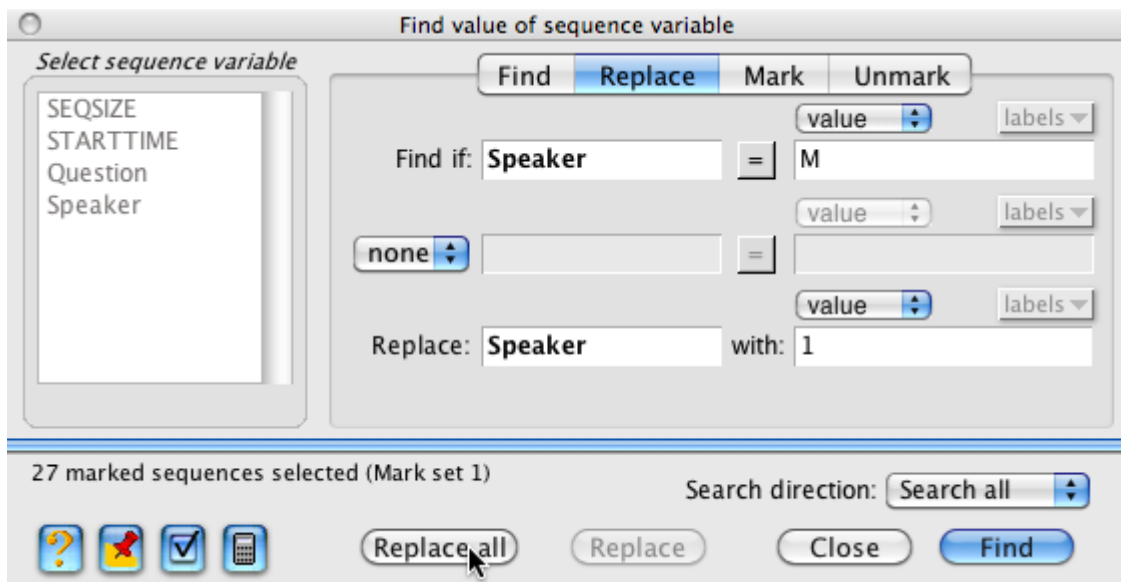 Find value of sequence variable
Select sequence variable
SEQSIZE
STARTTIME
Question
Speaker
Find Replace Mark Unmark
value labels
Find if: Speaker = M
value labels
none =
value labels
Replace: Speaker with: 1
27 marked sequences selected (Mark set 1)
Search direction: Search all
? Replace all Replace Close Find